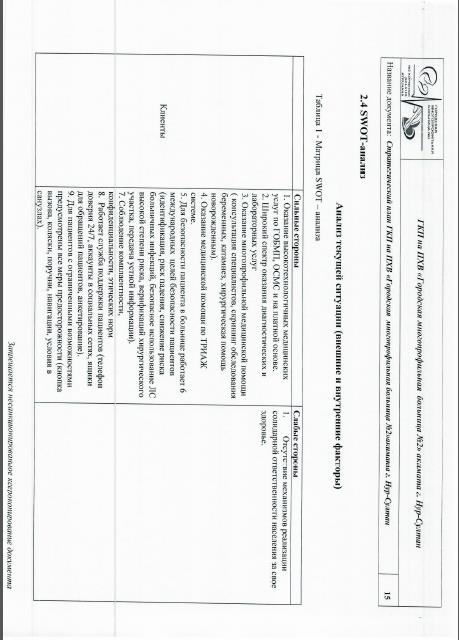 ГОРОДСКАЯ
МНОГОПРОФИЛЬНАЯ
БОЛЬНИЦА №2
ГКП на ПХВ «Городская многопрофильная больница №2» акимата г. Нур-Султан
Название документа: Стратегический план ГКП на ПХВ «Городская многопрофильная больница №2»акимата г. Нур-Султан
15
2.4 SWOT-анализ
Анализ текущей ситуации (внешние и внутренние факторы)
Таблица 1 - Матрица SWOT – анализа
Сильные стороны
Слабые стороны
Клиенты
1. Оказание высокотехнологичных медицинских
услуг по ГОБМП, ОСМС и на платной основе.
2. Широкий спектр оказания диагностических и
лабораторных услуг
3. Оказание многопрофильной медицинской помощи
( консультация специалистов, скрининг обследования
беременных, катамнез, хирургическая помощь
новорожденным).
4. Оказание медицинской помощи по ТРИАЖ
системе.
5. Для безопасности пациента в больнице работает 6
международных целей безопасности пациентов
(идентификация, риск падения, снижение риска
больничных инфекций, безопасное использование ЛС
высокой степени риска, верификаций хирургического
участка, передача устной информации).
7. Соблюдение комплаентности,
конфиденциальности, этических норм
8. Работает служба поддержки пациентов (телефон
доверия 24/7, аккаунты в социальных сетях, ящики
для обращений пациентов, анкетирование).
9. Для пациентов с ограниченными возможностями
предусмотрены все меры предосторожности (кнопка
вызова, коляски, поручни, навигации, условия в
санузлах).
1. Отсутствие механизмов реализации
солидарной ответственности населения за свое
здоровье.
Запрещается несанкционированное ксерокопирование документа